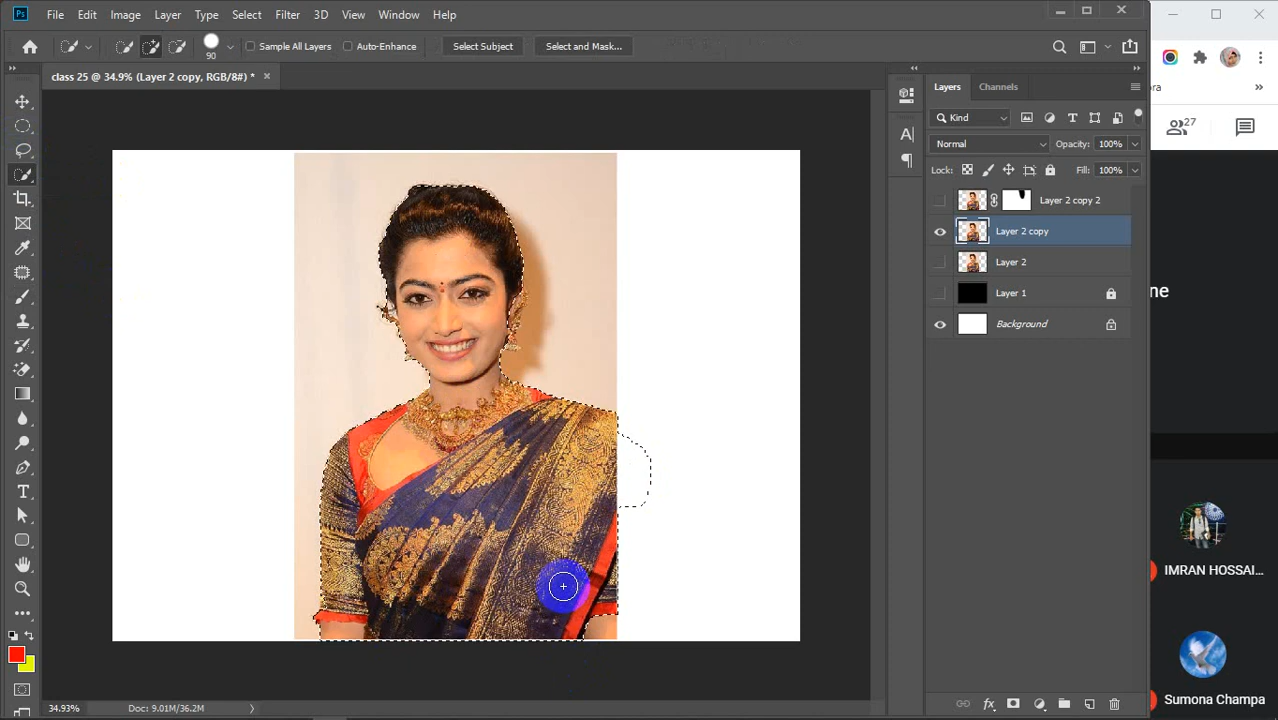 Ps File Edit Image Layer Type Select Filter 3D View Window Help
90 Sample All Layers Auto-Enhance Select Subject Select and Mask...
class 25 @ 34.9% (Layer 2 copy, RGB/8#) * ×
ora
27
Layers Channels
Kind
Normal Opacity: 100%
Lock: Fill: 100%
Layer 2 copy 2
Layer 2 copy
Layer 2
Layer 1
Background
ne
IMRAN HOSSAI...
Sumona Champa
34.93% Doc: 9.01M/36.2M